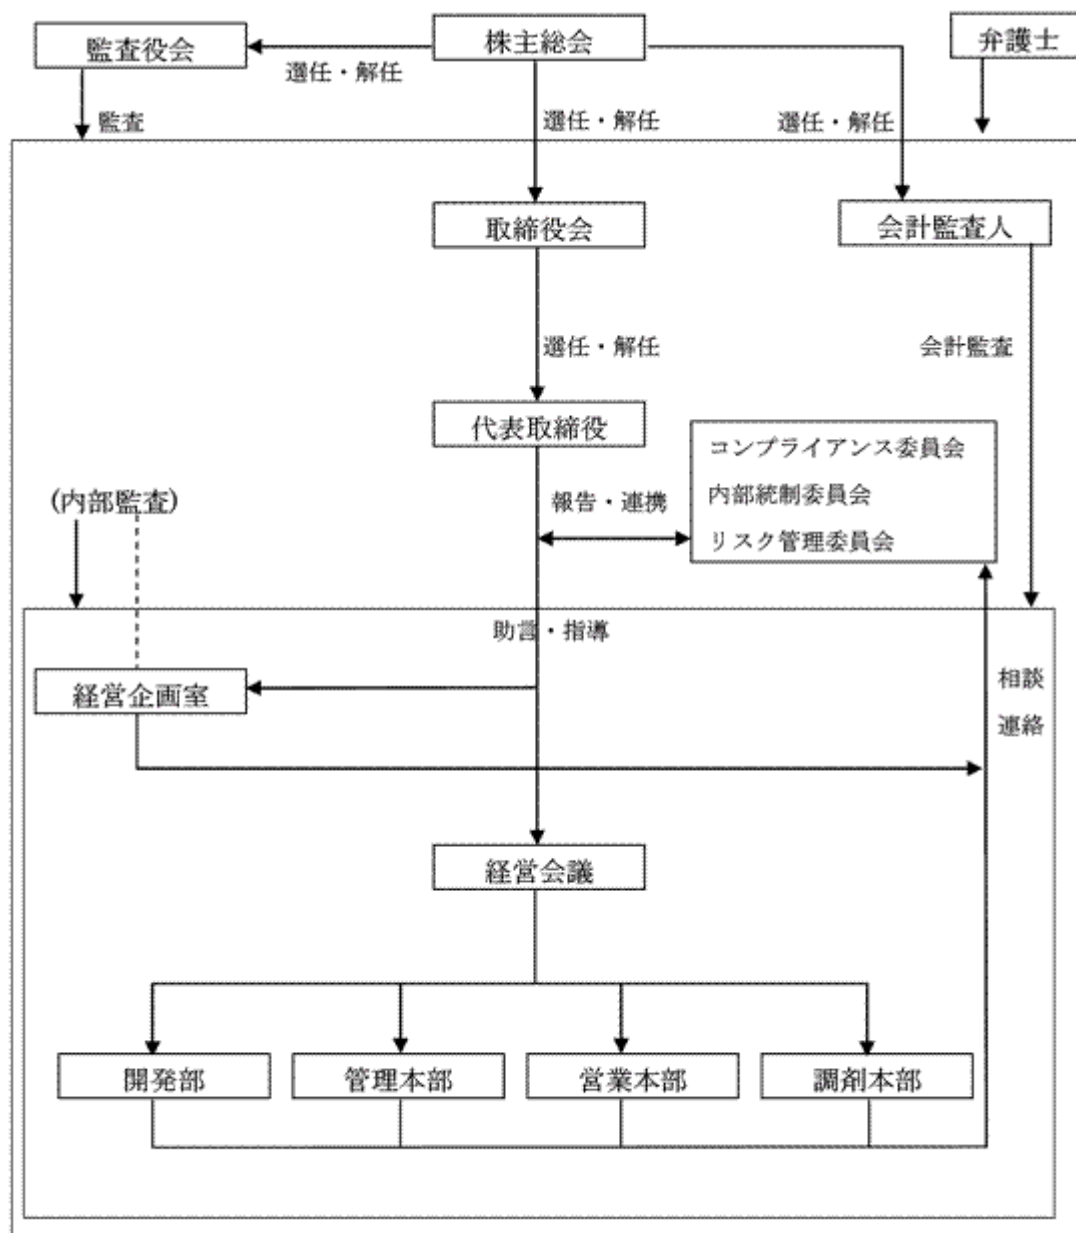 監査役会
株主総会
弁護士
選任・解任
監査
選任・解任
選任・解任
取締役会
会計監査人
選任・解任
会計監査
代表取締役
コンプライアンス委員会
内部統制委員会
リスク管理委員会
(内部監査)
報告・連携
助言・指導
経営企画室
相談
連絡
経営会議
開発部
管理本部
営業本部
調剤本部